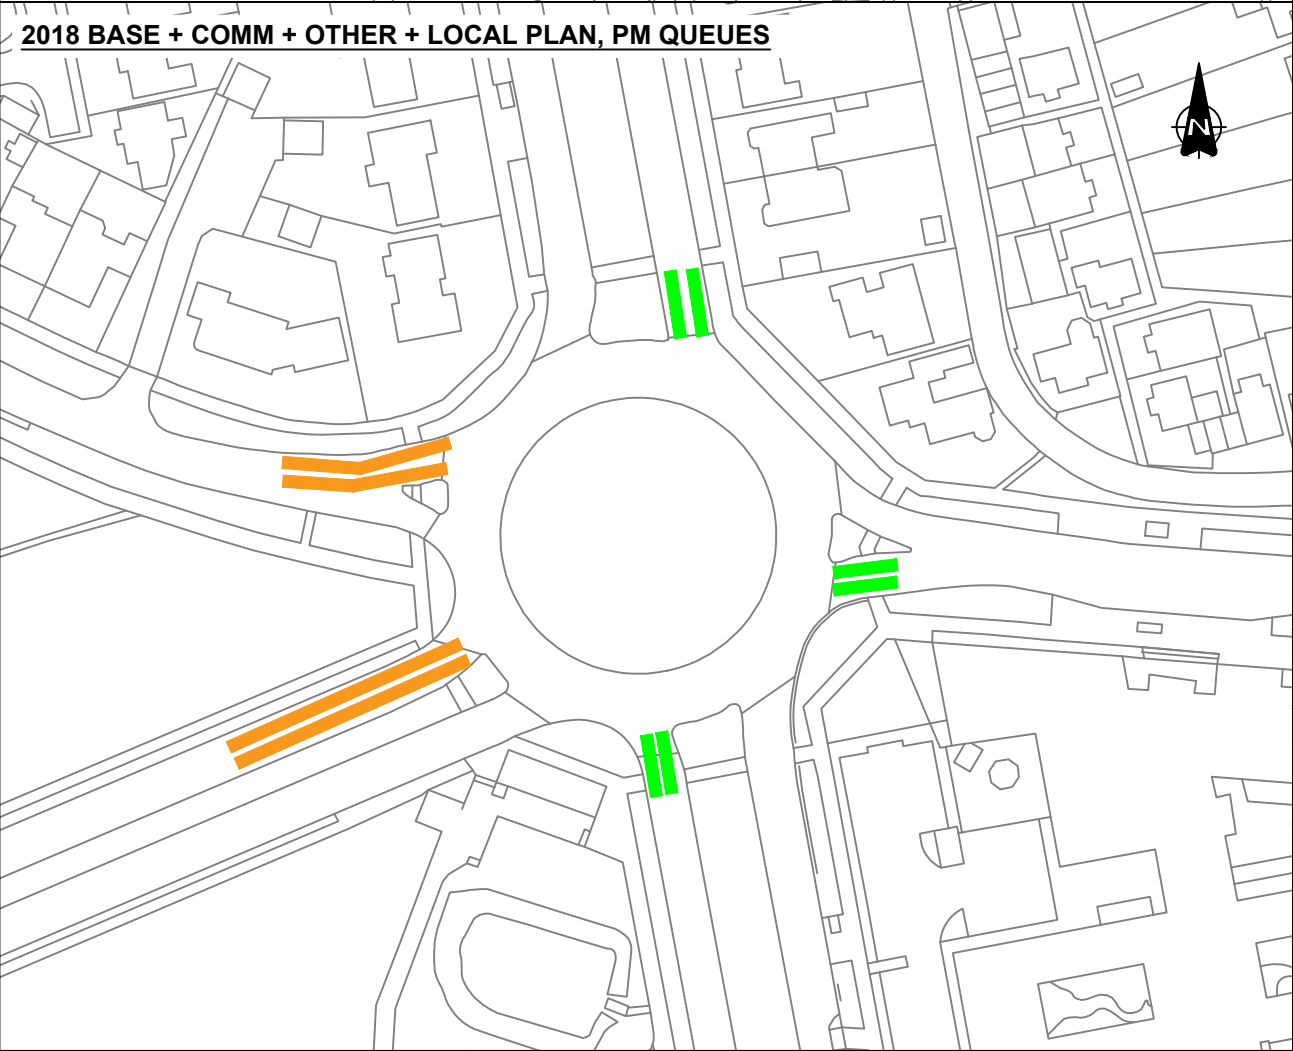 2018 BASE + COMM + OTHER + LOCAL PLAN, PM QUEUES
N